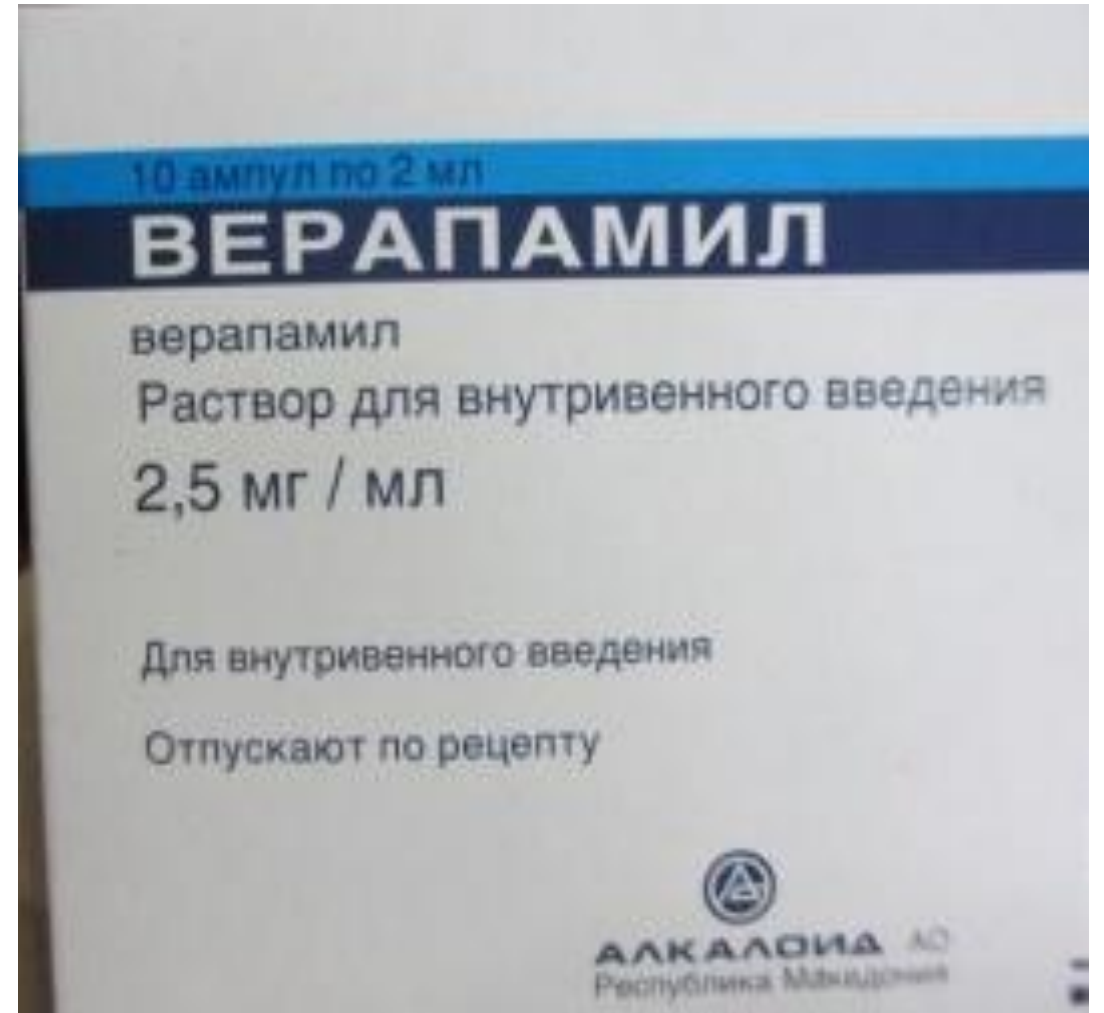 10 ампул по 2 мл
ВЕРАПАМИЛ
верапамил
Раствор для внутривенного введения
2,5 мг / мл
Для внутривенного введения
Отпускают по рецепту
АЛКАЛОИД АО
Республика Македония